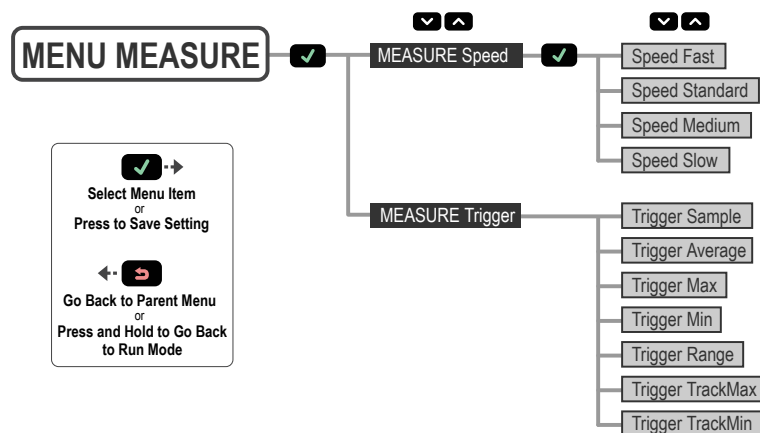 MENU MEASURE
MEASURE Speed
Speed Fast
Speed Standard
Speed Medium
Speed Slow
MEASURE Trigger
Trigger Sample
Trigger Average
Trigger Max
Trigger Min
Trigger Range
Trigger TrackMax
Trigger TrackMin
Select Menu Item
or
Press to Save Setting
Go Back to Parent Menu
or
Press and Hold to Go Back
to Run Mode